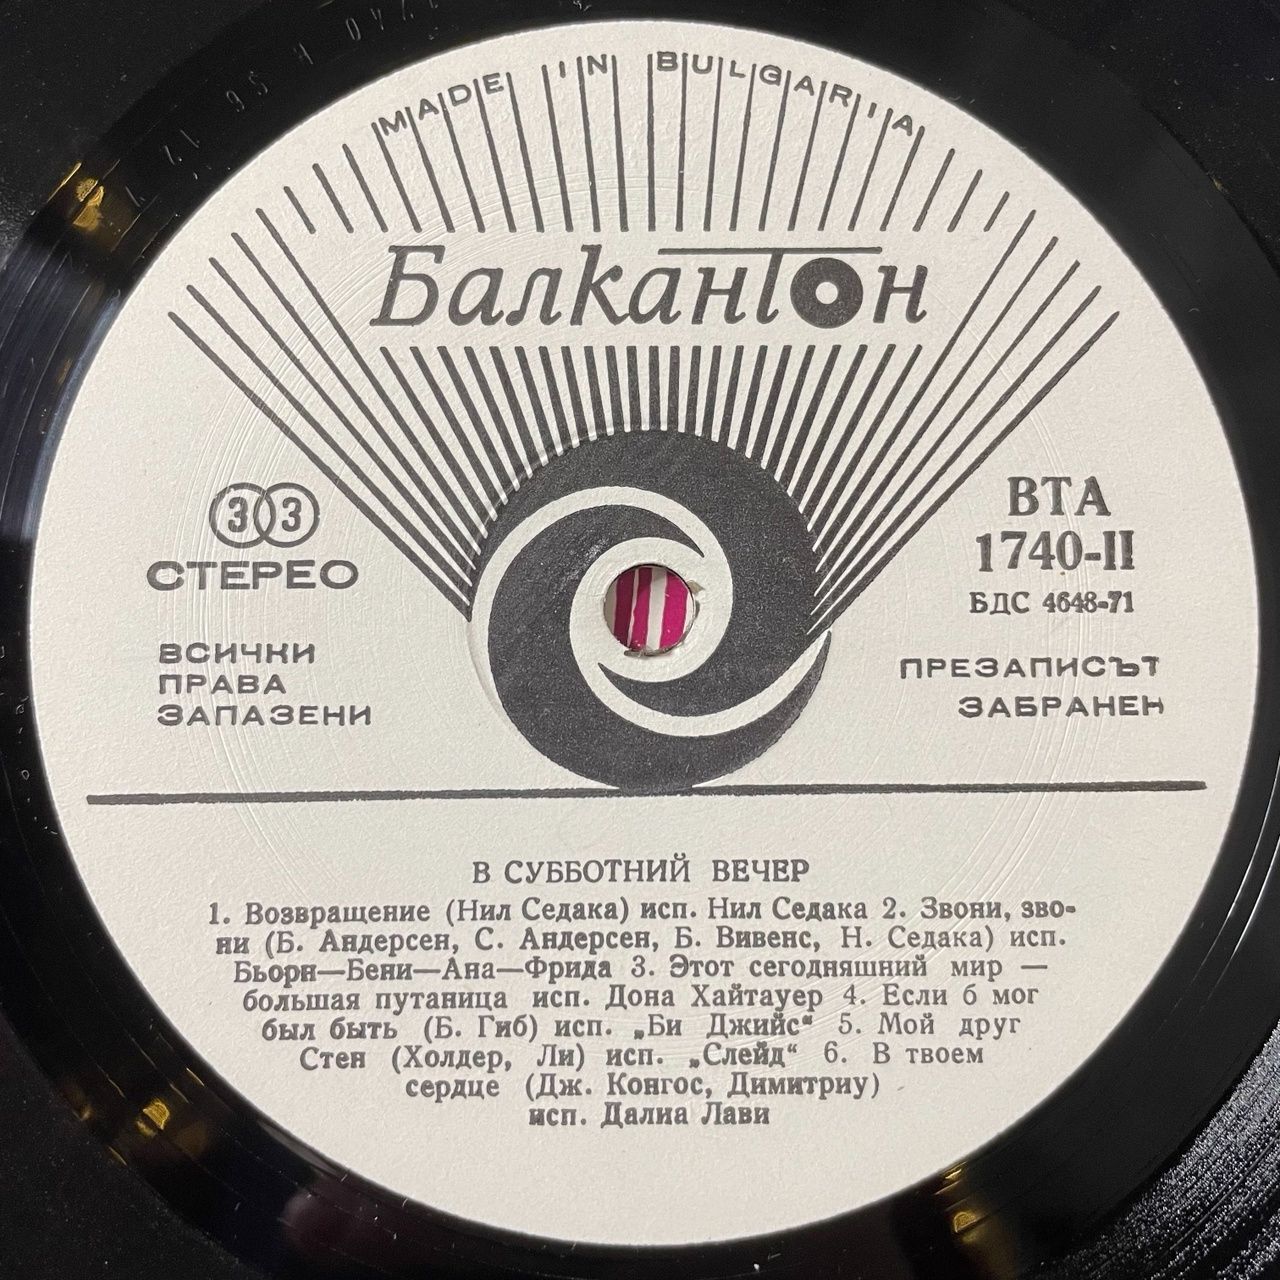 MADE IN BULGARIA
Балкантон
33
СТЕРЕО
ВСИЧКИ
ПРАВА
ЗАПАЗЕНИ
ВТА
1740-II
БДС 4648-71
ПРЕЗАПИСЪТ
ЗАБРАНЕН
В СУББОТНИЙ ВЕЧЕР
1. Возвращение (Нил Седака) исп. Нил Седака 2. Звони, зво-
ни (Б. Андерсен, С. Андерсен, Б. Вивенс, Н. Седака) исп.
Бьорн—Бени—Ана—Фрида 3. Этот сегодняшний мир —
большая путаница исп. Дона Хайтауер 4. Если б мог
был быть (Б. Гиб) исп. „Би Джийс“ 5. Мой друг
Стен (Холдер, Ли) исп. „Слейд“ 6. В твоем
сердце (Дж. Конгос, Димитриу)
исп. Далиа Лави